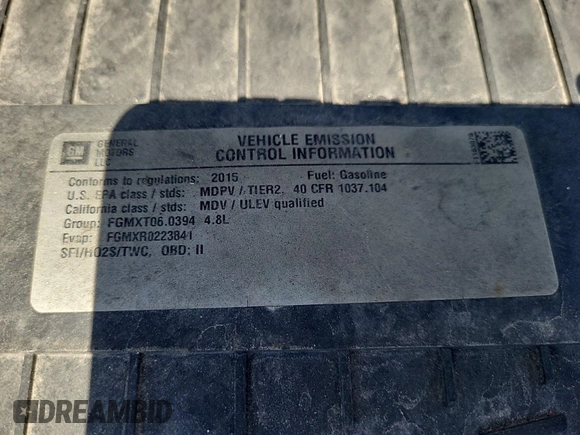 GM
GENERAL
MOTORS
LLC
VEHICLE EMISSION
CONTROL INFORMATION
Conforms to regulations: 2015 Fuel: Gasoline
U.S. EPA class / stds: MDPV / TIER2, 40 CFR 1037.104
California class / stds: MDV / ULEV qualified
Group: FGMXT06.0394 4.8L
Evap: FGMXR0223841
SFI/HO2S/TWC, OBD: II
DREAMBID